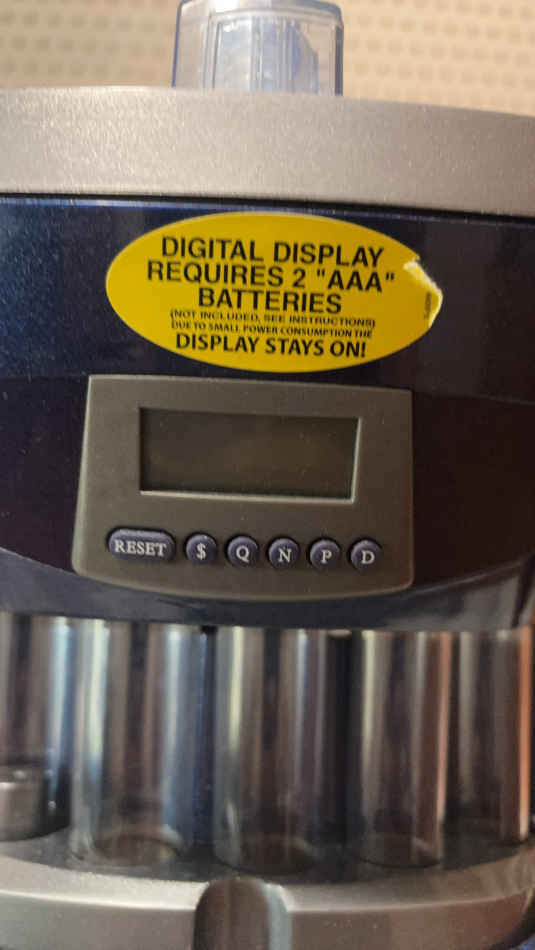 DIGITAL DISPLAY
REQUIRES 2 "AAA"
BATTERIES
(NOT INCLUDED, SEE INSTRUCTIONS)
DUE TO SMALL POWER CONSUMPTION THE
DISPLAY STAYS ON!
RESET $ Q N P D